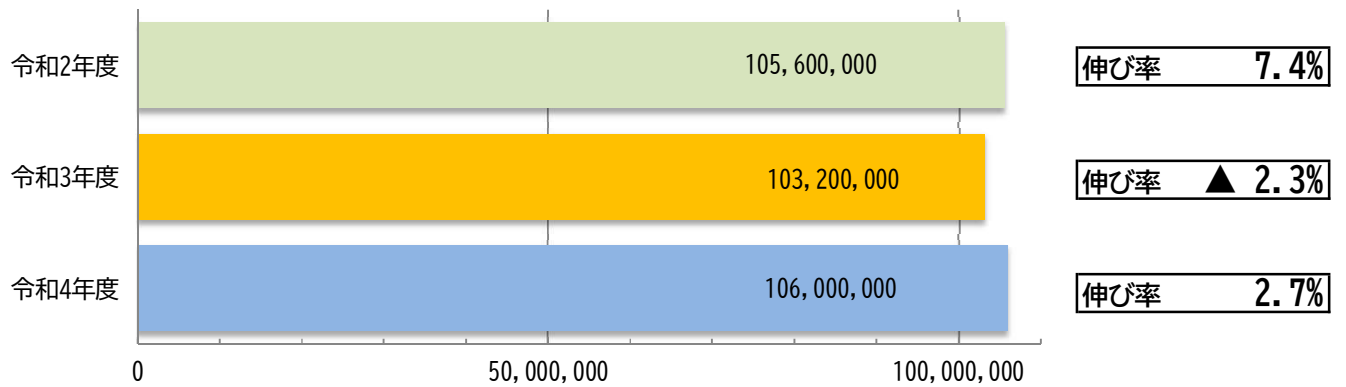 令和2年度 105,600,000 伸び率 7.4%
令和3年度 103,200,000 伸び率 ▲ 2.3%
令和4年度 106,000,000 伸び率 2.7%
0 50,000,000 100,000,000